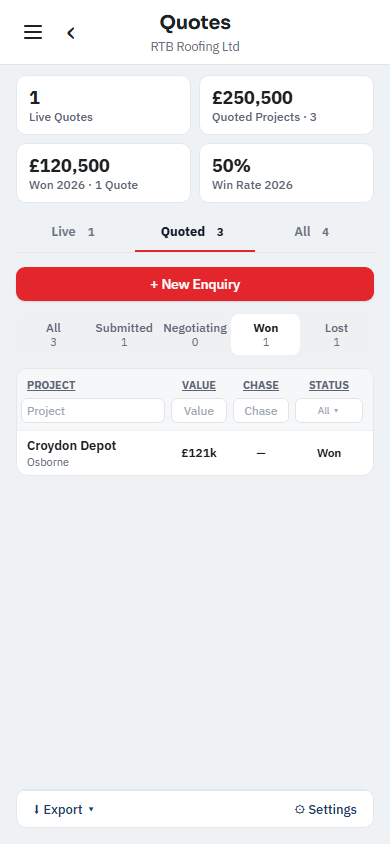 Quotes
RTB Roofing Ltd
1
Live Quotes
£250,500
Quoted Projects · 3
£120,500
Won 2026 · 1 Quote
50%
Win Rate 2026
Live 1
Quoted 3
All 4
+ New Enquiry
All
3
Submitted
1
Negotiating
0
Won
1
Lost
1
PROJECT VALUE CHASE STATUS
Project Value Chase All ▾
Croydon Depot £121k — Won
Osborne
⬇ Export ▾
⚙ Settings